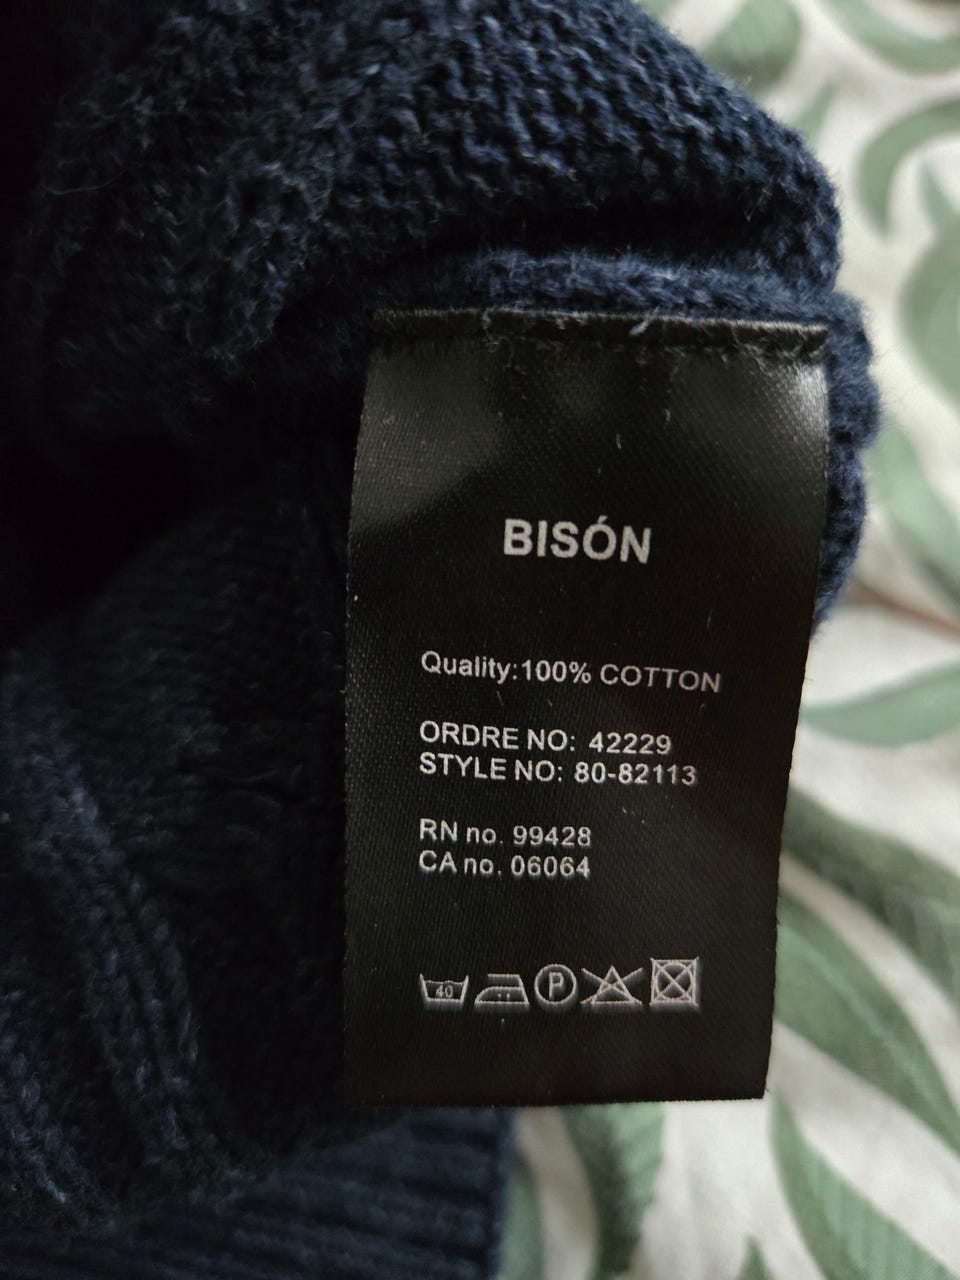 BISÓN
Quality:100% COTTON
ORDRE NO: 42229
STYLE NO: 80-82113
RN no. 99428
CA no. 06064
40 P